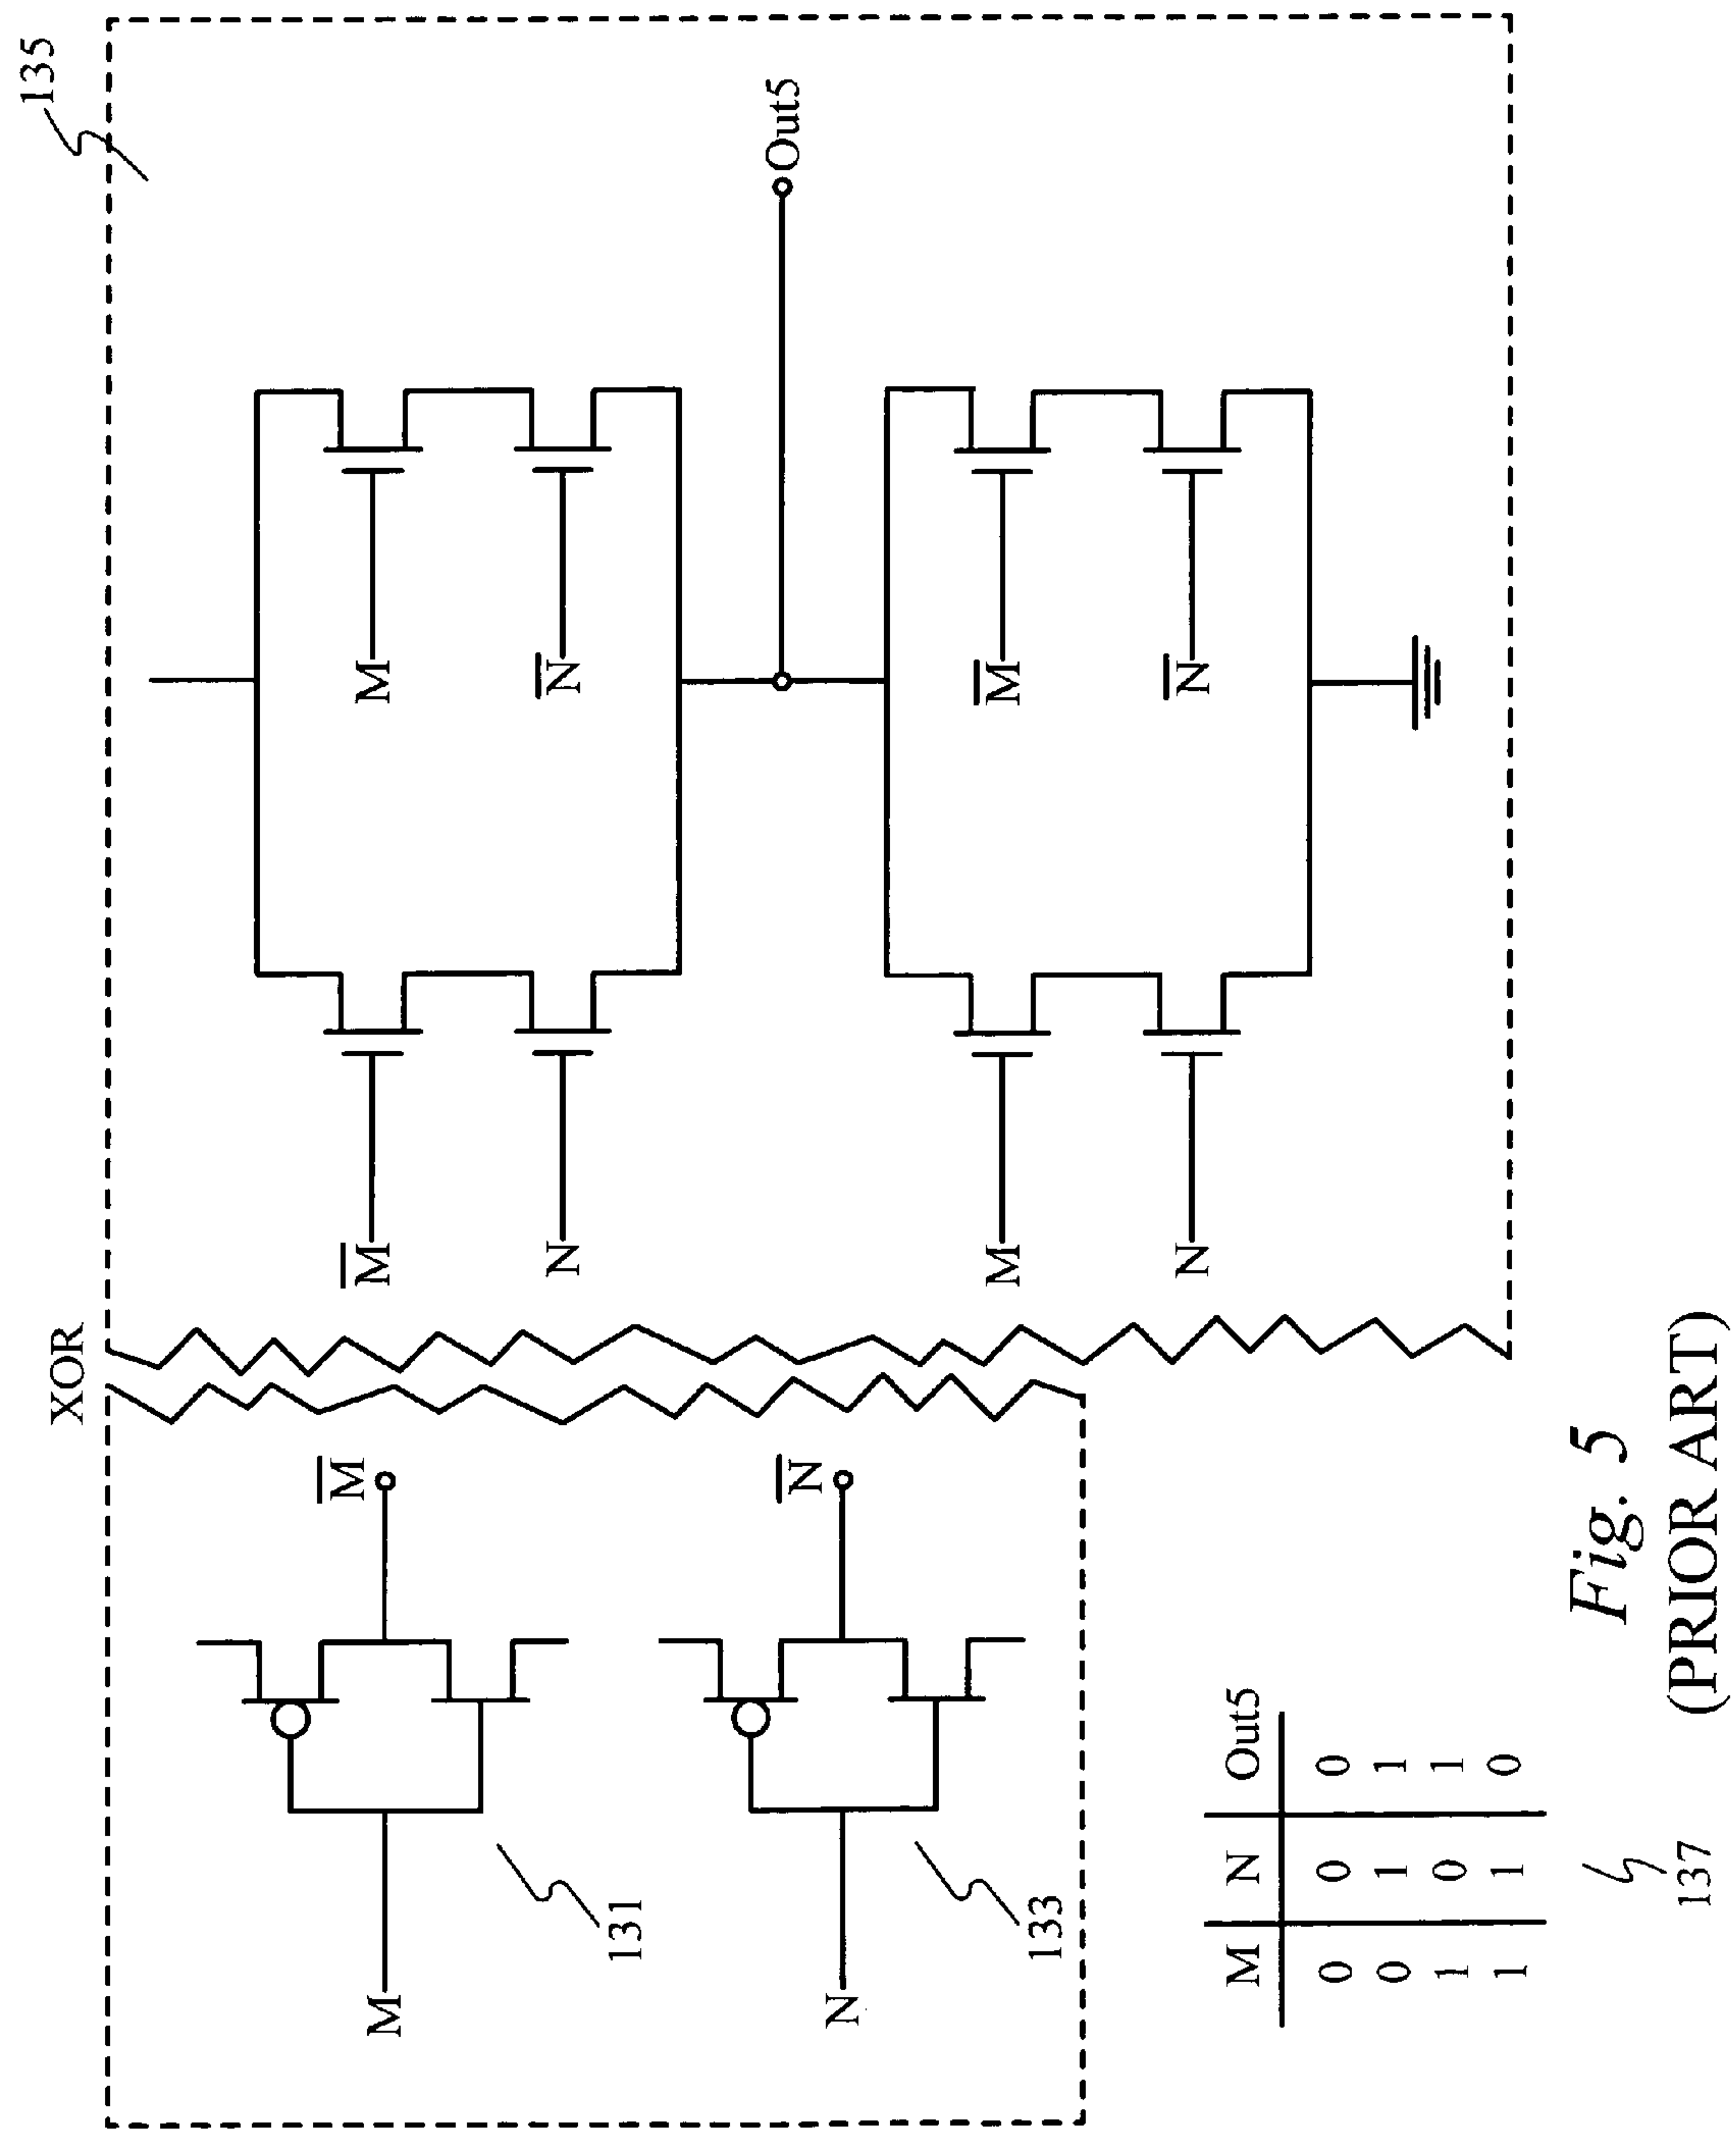 135
XOR
M
M̅
M̅
M
N
N̅
131
Out5
N
N̅
133
M
M̅
N
N̅
M N Out5
0 0 0
0 1 1
1 0 1
1 1 0
137
Fig. 5
(PRIOR ART)